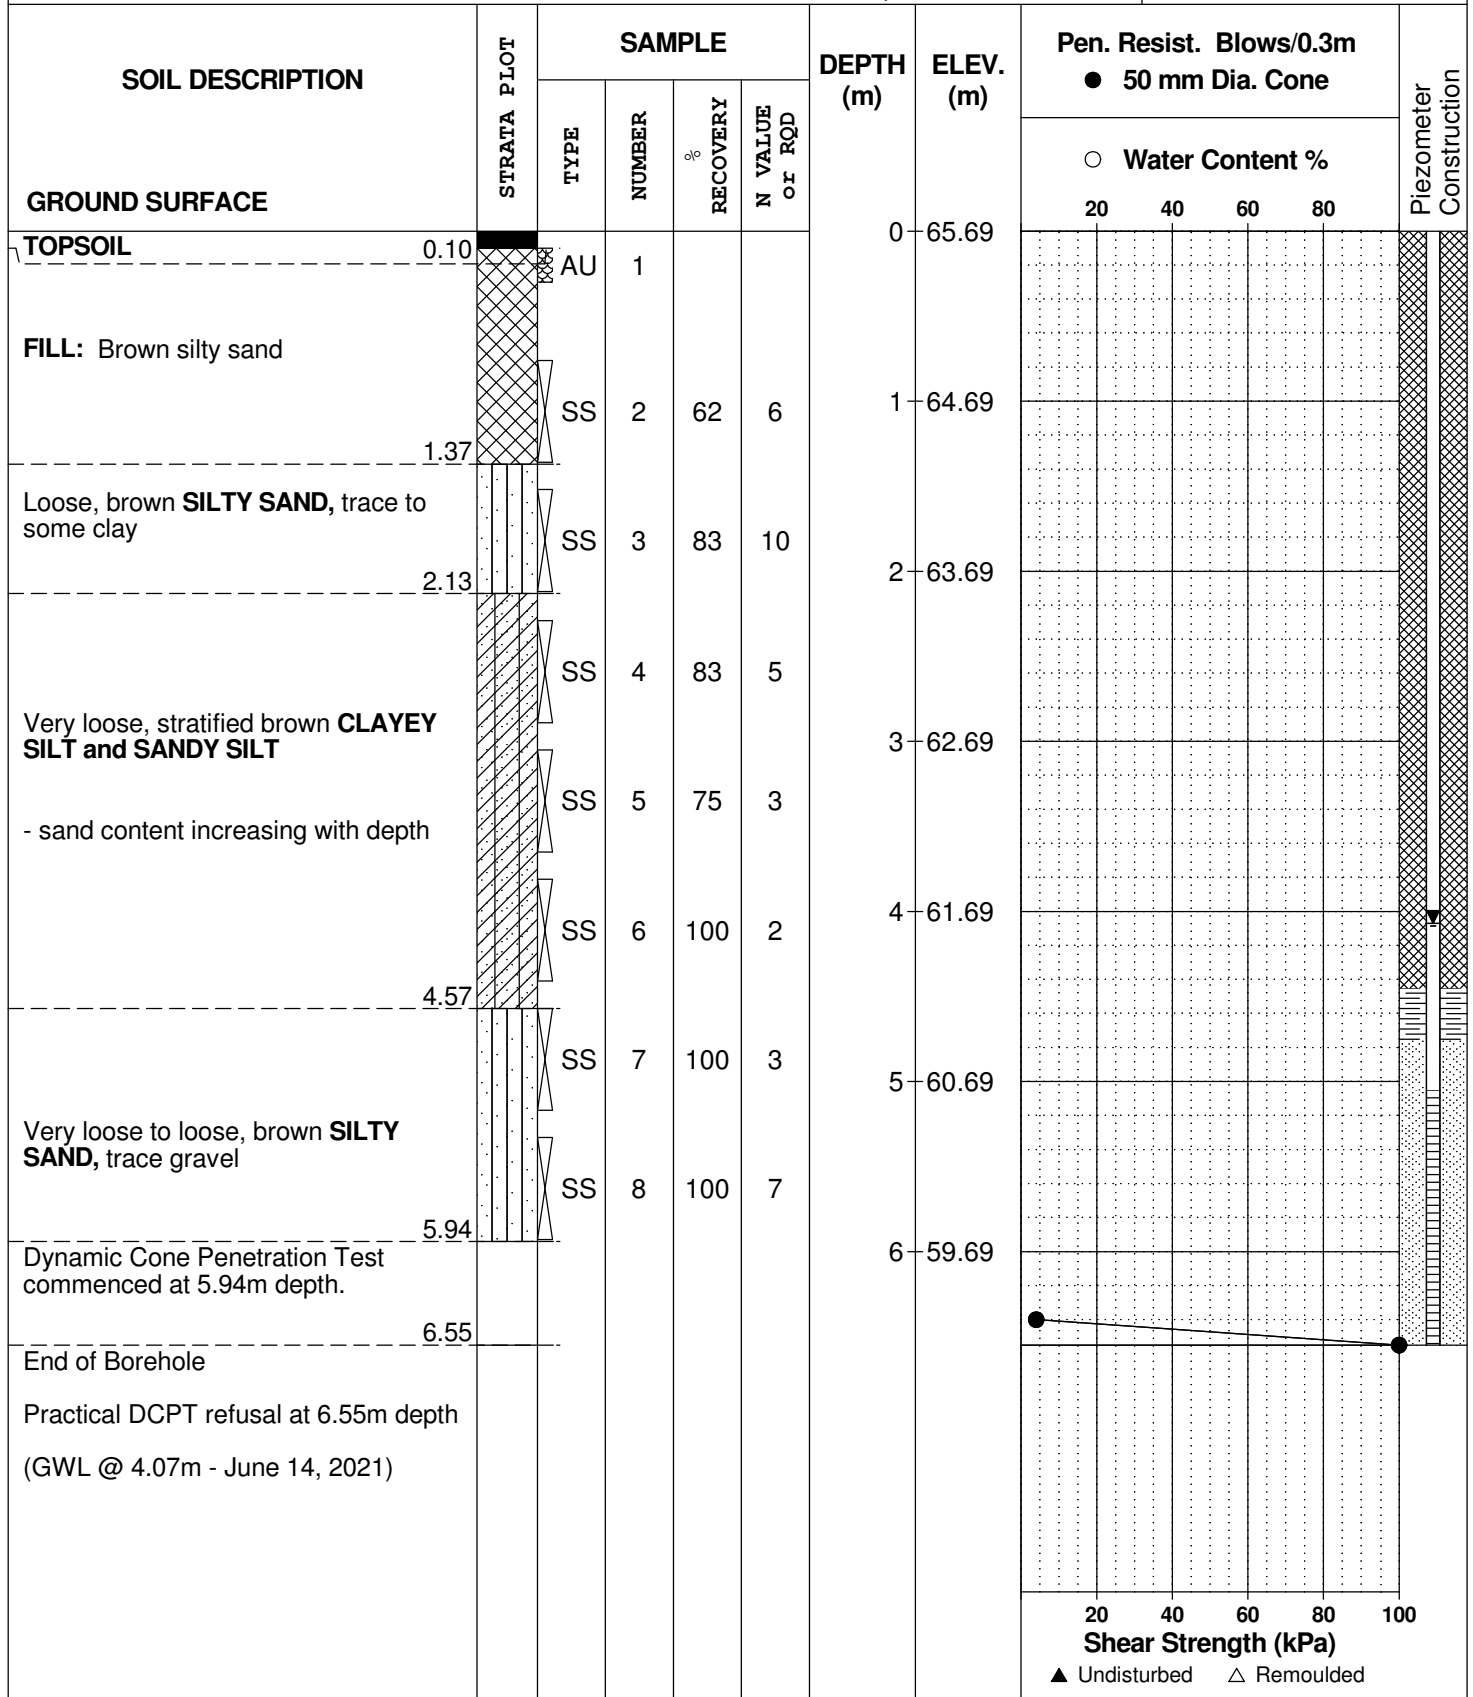 SOIL DESCRIPTION
GROUND SURFACE
STRATA PLOT
SAMPLE
TYPE
NUMBER
% RECOVERY
N VALUE or RQD
DEPTH (m)
ELEV. (m)
Pen. Resist. Blows/0.3m
● 50 mm Dia. Cone
○ Water Content %
20 40 60 80
Piezometer Construction
0 65.69
TOPSOIL 0.10
AU 1
FILL: Brown silty sand
1 64.69
SS 2 62 6
1.37
Loose, brown SILTY SAND, trace to
some clay
SS 3 83 10
2 63.69
2.13
SS 4 83 5
Very loose, stratified brown CLAYEY
SILT and SANDY SILT
3 62.69
SS 5 75 3
- sand content increasing with depth
4 61.69
SS 6 100 2
4.57
SS 7 100 3
5 60.69
Very loose to loose, brown SILTY
SAND, trace gravel
SS 8 100 7
5.94
6 59.69
Dynamic Cone Penetration Test
commenced at 5.94m depth.
6.55
End of Borehole
Practical DCPT refusal at 6.55m depth
(GWL @ 4.07m - June 14, 2021)
20 40 60 80 100
Shear Strength (kPa)
▲ Undisturbed △ Remoulded